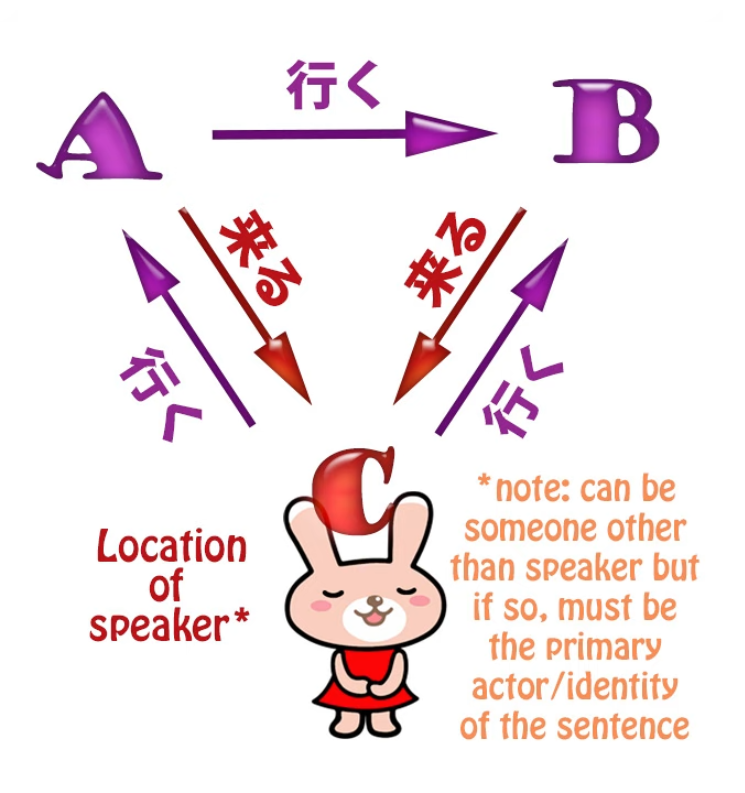 行く
A
B
来る
来る
行く
行く
C
Location
of
speaker*
*note: can be
someone other
than speaker but
if so, must be
the primary
actor/identity
of the sentence